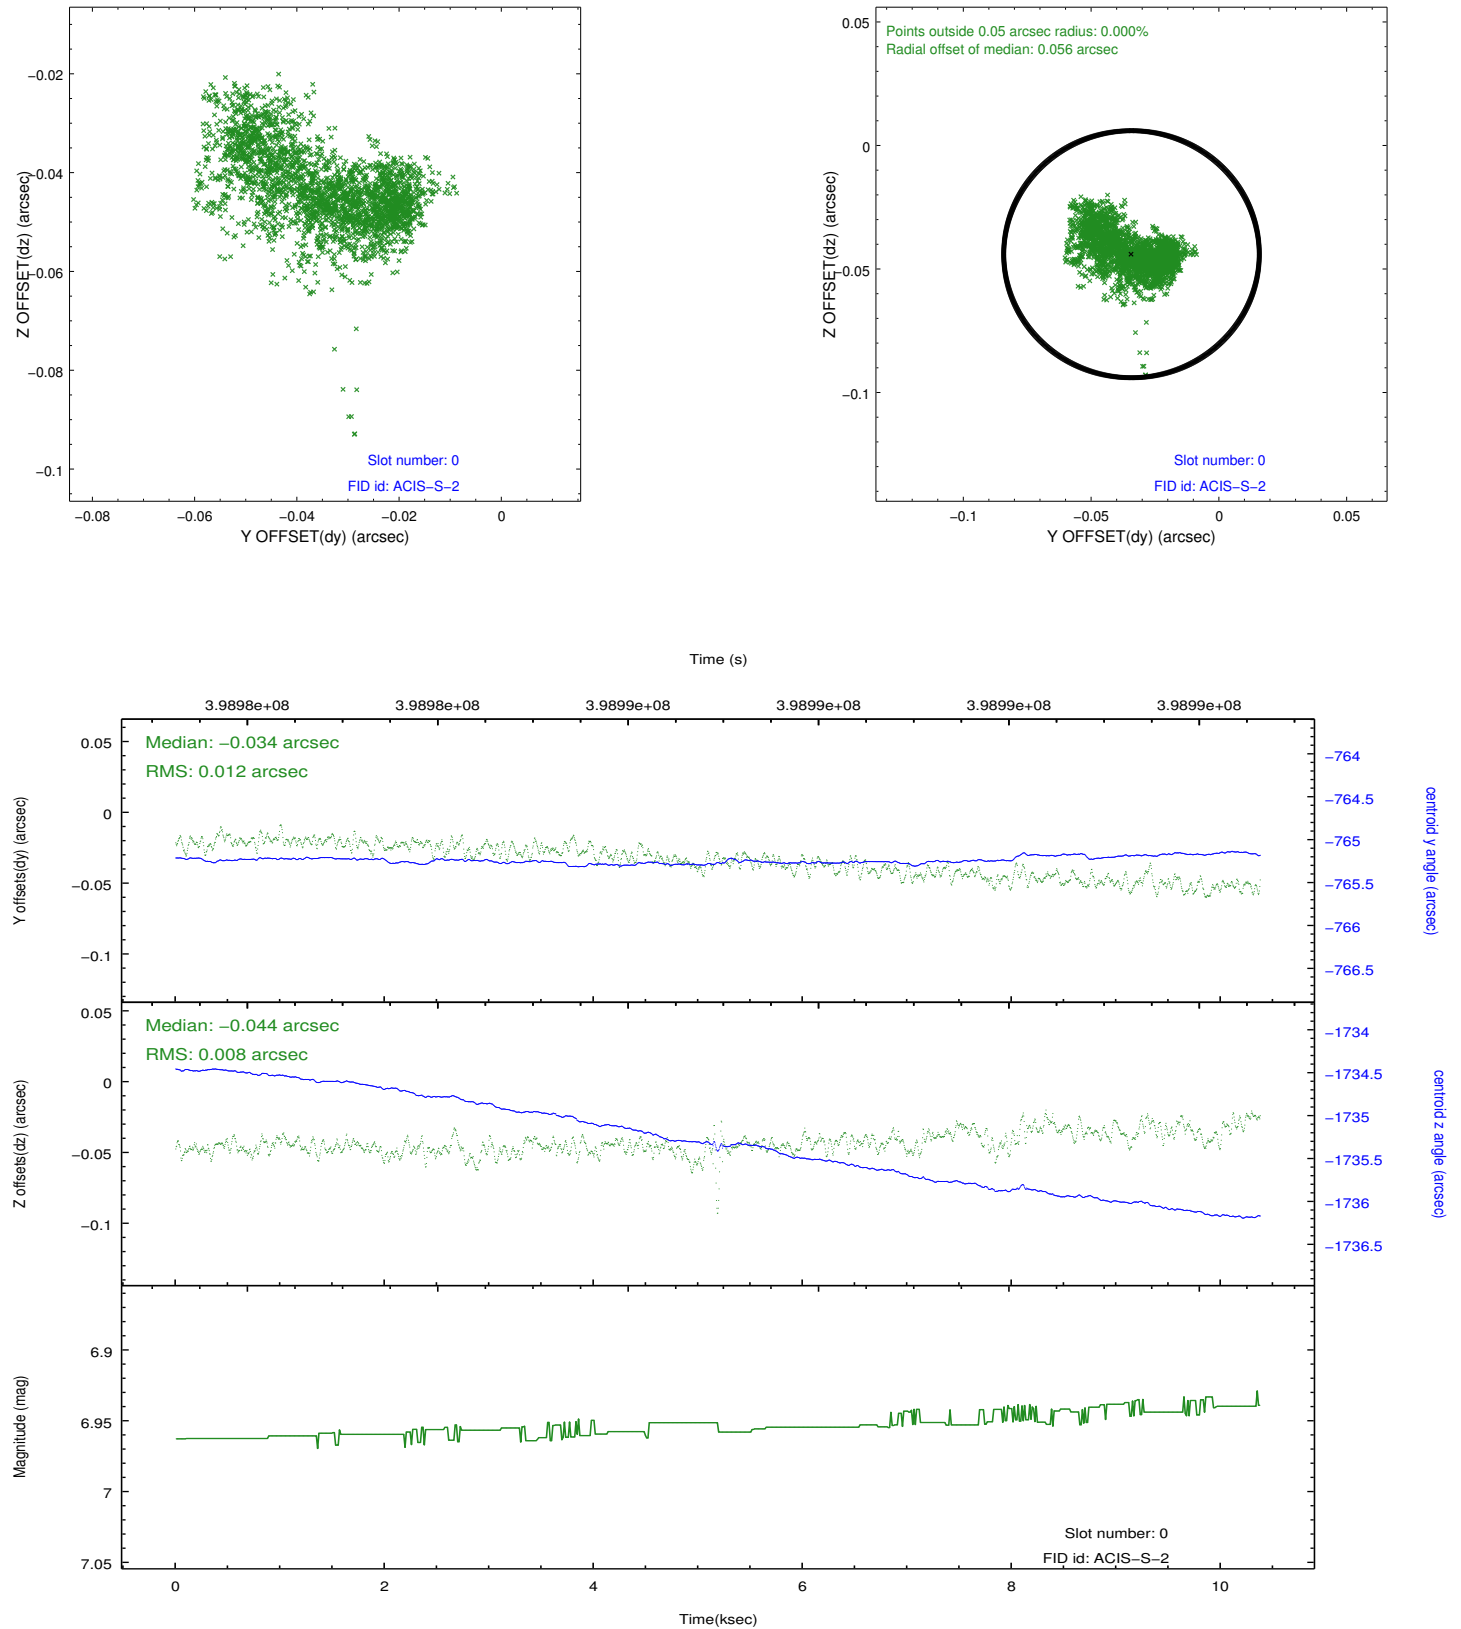 −0.02
−0.04
−0.06
−0.08
−0.1
Z OFFSET(dz) (arcsec)
Slot number: 0
FID id: ACIS−S−2
−0.08 −0.06 −0.04 −0.02 0
Y OFFSET(dy) (arcsec)
0.05
0
−0.05
−0.1
Z OFFSET(dz) (arcsec)
Points outside 0.05 arcsec radius: 0.000%
Radial offset of median: 0.056 arcsec
Slot number: 0
FID id: ACIS−S−2
−0.1 −0.05 0 0.05
Y OFFSET(dy) (arcsec)
Time (s)
3.9898e+08 3.9898e+08 3.9899e+08 3.9899e+08 3.9899e+08 3.9899e+08
0.05
0
−0.05
−0.1
Y offsets(dy) (arcsec)
Median: −0.034 arcsec
RMS: 0.012 arcsec
−764
−764.5
−765
−765.5
−766
−766.5
centroid y angle (arcsec)
0.05
0
−0.05
−0.1
Z offsets(dz) (arcsec)
Median: −0.044 arcsec
RMS: 0.008 arcsec
−1734
−1734.5
−1735
−1735.5
−1736
−1736.5
centroid z angle (arcsec)
6.9
6.95
7
7.05
Magnitude (mag)
Slot number: 0
FID id: ACIS−S−2
0 2 4 6 8 10
Time(ksec)